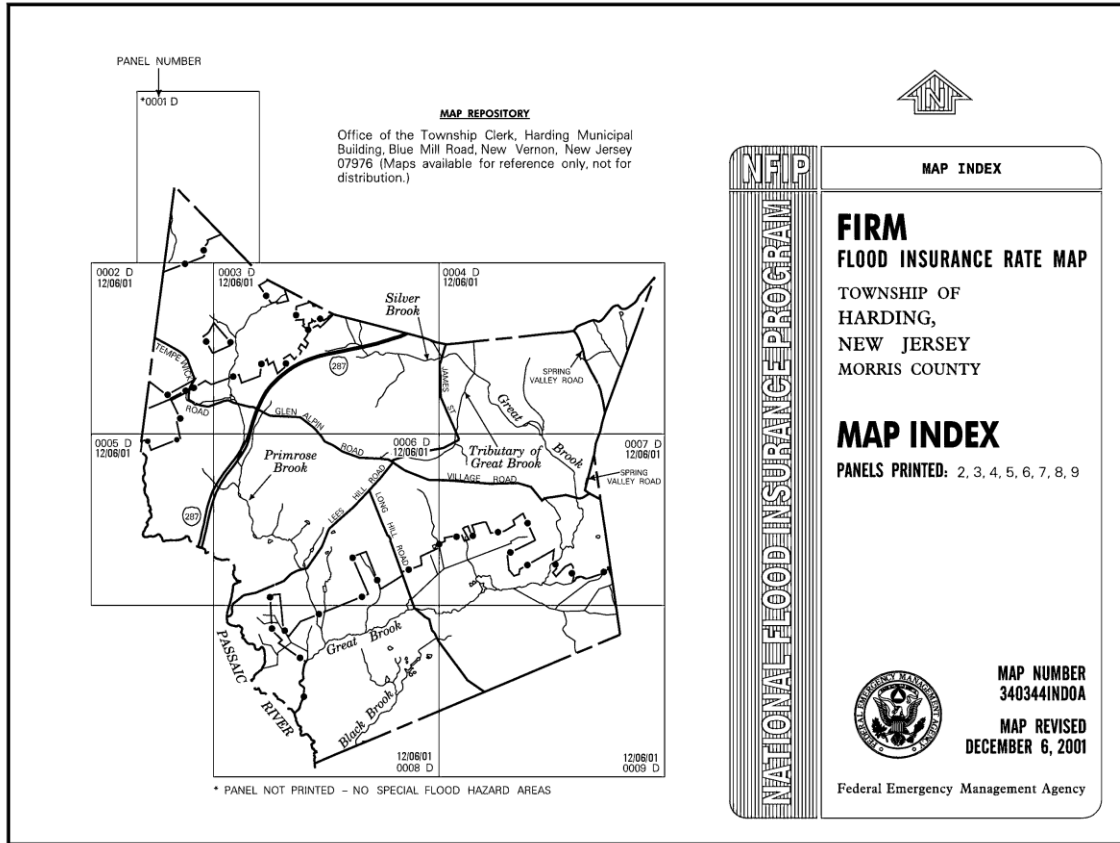 PANEL NUMBER
*0001 D
MAP REPOSITORY
Office of the Township Clerk, Harding Municipal
Building, Blue Mill Road, New Vernon, New Jersey
07976 (Maps available for reference only, not for
distribution.)
0002 D
12/06/01
0003 D
12/06/01
0004 D
12/06/01
Silver
Brook
287
TEMPE WICK
ROAD
GLEN ALPIN
ROAD
JAMES ST
SPRING
VALLEY ROAD
Great
Brook
0005 D
12/06/01
0006 D
12/06/01
0007 D
12/06/01
Primrose
Brook
Tributary of
Great Brook
VILLAGE ROAD
SPRING
VALLEY ROAD
LEES HILL ROAD
LONG HILL ROAD
287
PASSAIC
RIVER
Great Brook
Black Brook
12/06/01
0008 D
12/06/01
0009 D
* PANEL NOT PRINTED – NO SPECIAL FLOOD HAZARD AREAS
N
NFIP
NATIONAL FLOOD INSURANCE PROGRAM
MAP INDEX
FIRM
FLOOD INSURANCE RATE MAP
TOWNSHIP OF
HARDING,
NEW JERSEY
MORRIS COUNTY
MAP INDEX
PANELS PRINTED: 2, 3, 4, 5, 6, 7, 8, 9
FEDERAL EMERGENCY MANAGEMENT AGENCY
MAP NUMBER
340344IND0A
MAP REVISED
DECEMBER 6, 2001
Federal Emergency Management Agency